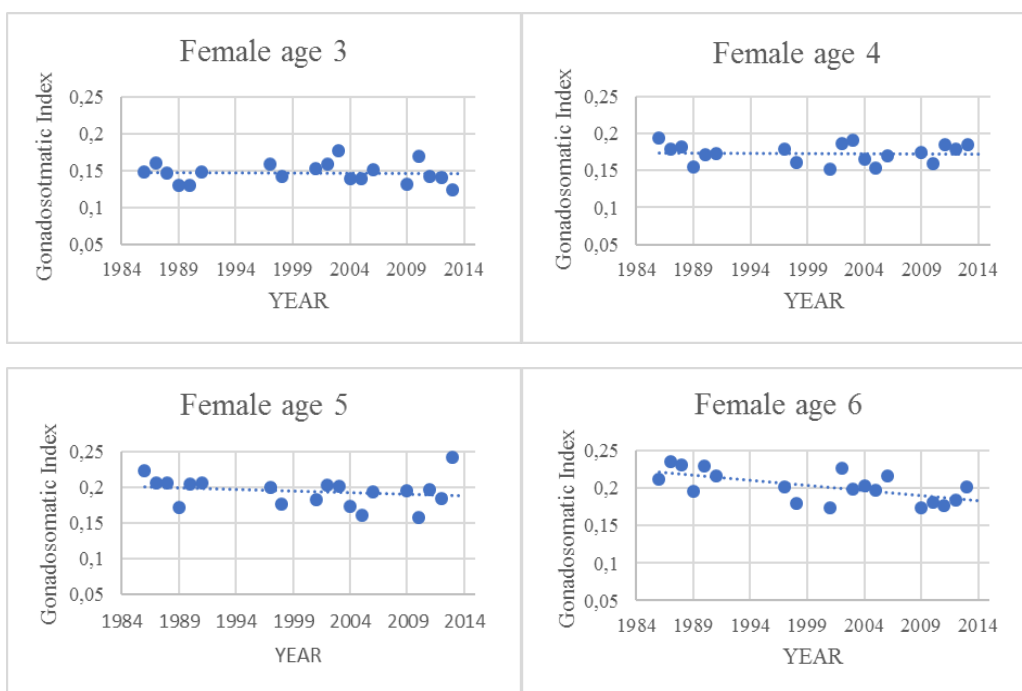 Female age 3
Gonadosotmatic Index
0,25
0,2
0,15
0,1
0,05
1984 1989 1994 1999 2004 2009 2014
YEAR
Female age 4
Gonadosomatic Index
0,25
0,2
0,15
0,1
0,05
1984 1989 1994 1999 2004 2009 2014
YEAR
Female age 5
Gonadosomatic Index
0,25
0,2
0,15
0,1
0,05
1984 1989 1994 1999 2004 2009 2014
YEAR
Female age 6
Gonadosomatic Index
0,25
0,2
0,15
0,1
0,05
1984 1989 1994 1999 2004 2009 2014
YEAR